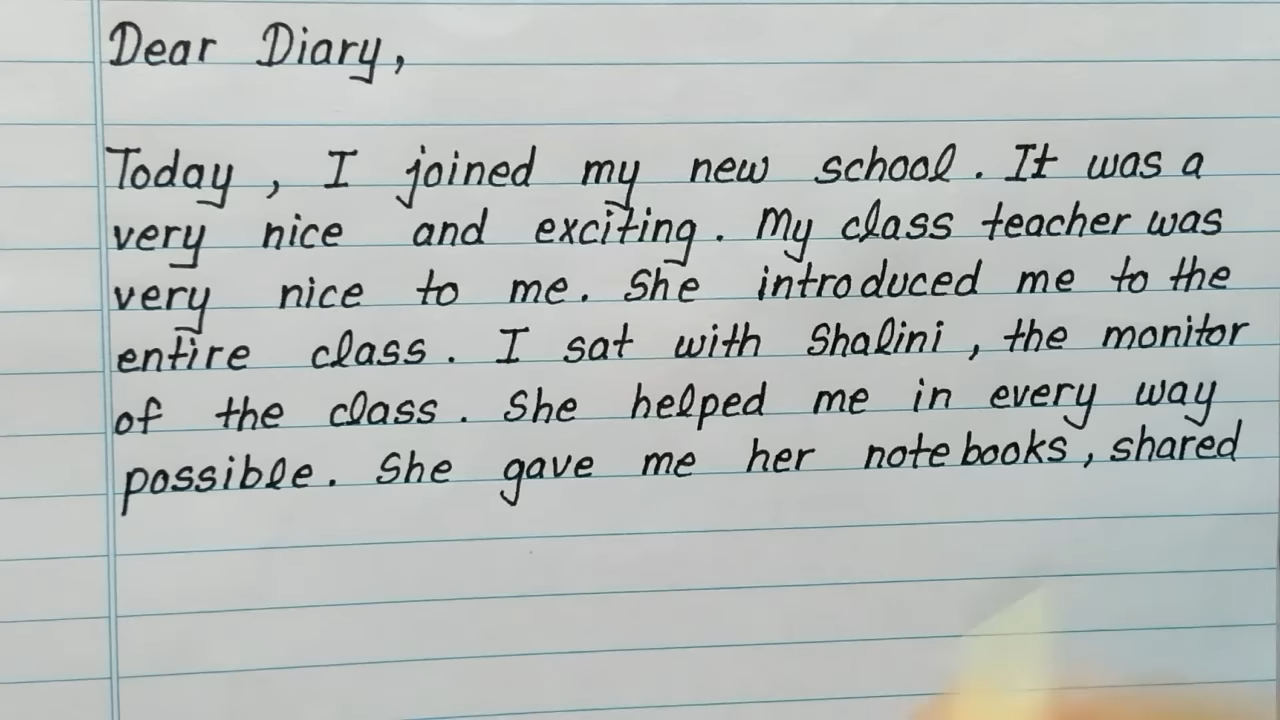 Dear Diary,
Today, I joined my new school. It was a
very nice and exciting. My class teacher was
very nice to me. She introduced me to the
entire class. I sat with Shalini, the monitor
of the class. She helped me in every way
possible. She gave me her notebooks, shared